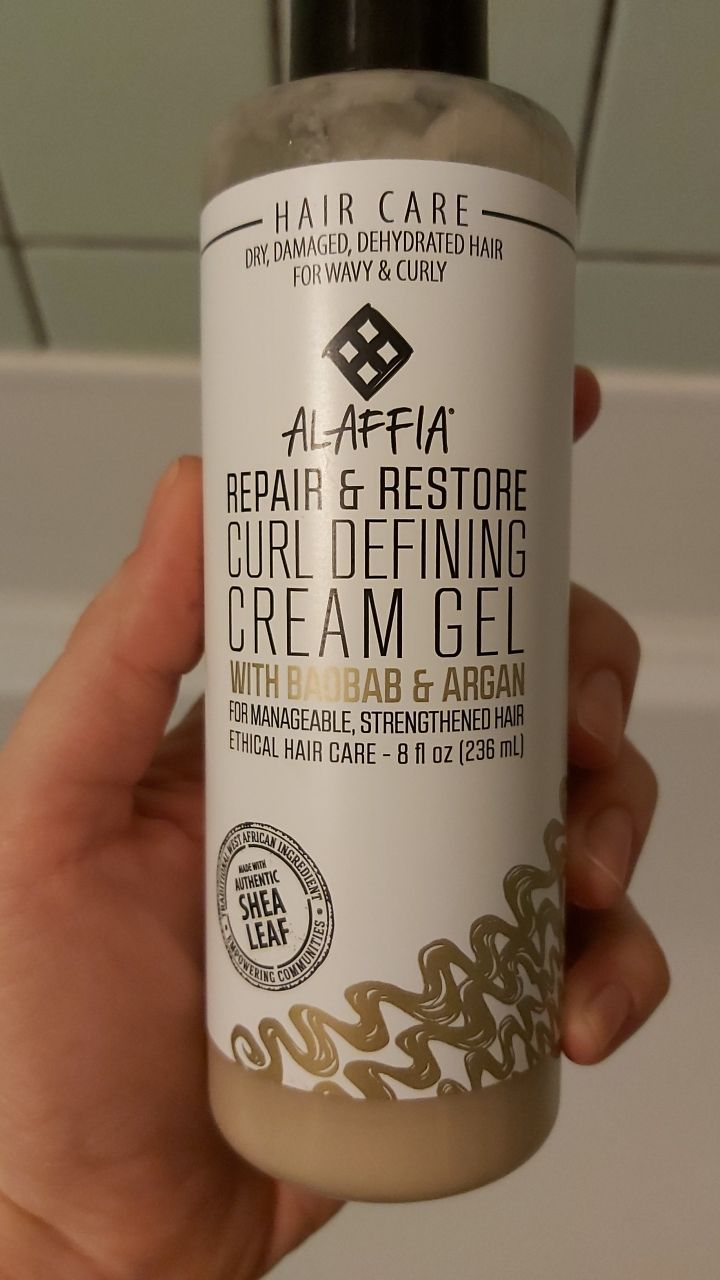 HAIR CARE
DRY, DAMAGED, DEHYDRATED HAIR
FOR WAVY & CURLY
ALAFFIA®
REPAIR & RESTORE
CURL DEFINING
CREAM GEL
WITH BAOBAB & ARGAN
FOR MANAGEABLE, STRENGTHENED HAIR
ETHICAL HAIR CARE - 8 fl oz (236 mL)
TRADITIONAL WEST AFRICAN INGREDIENT
MADE WITH
AUTHENTIC
SHEA
LEAF
EMPOWERING COMMUNITIES